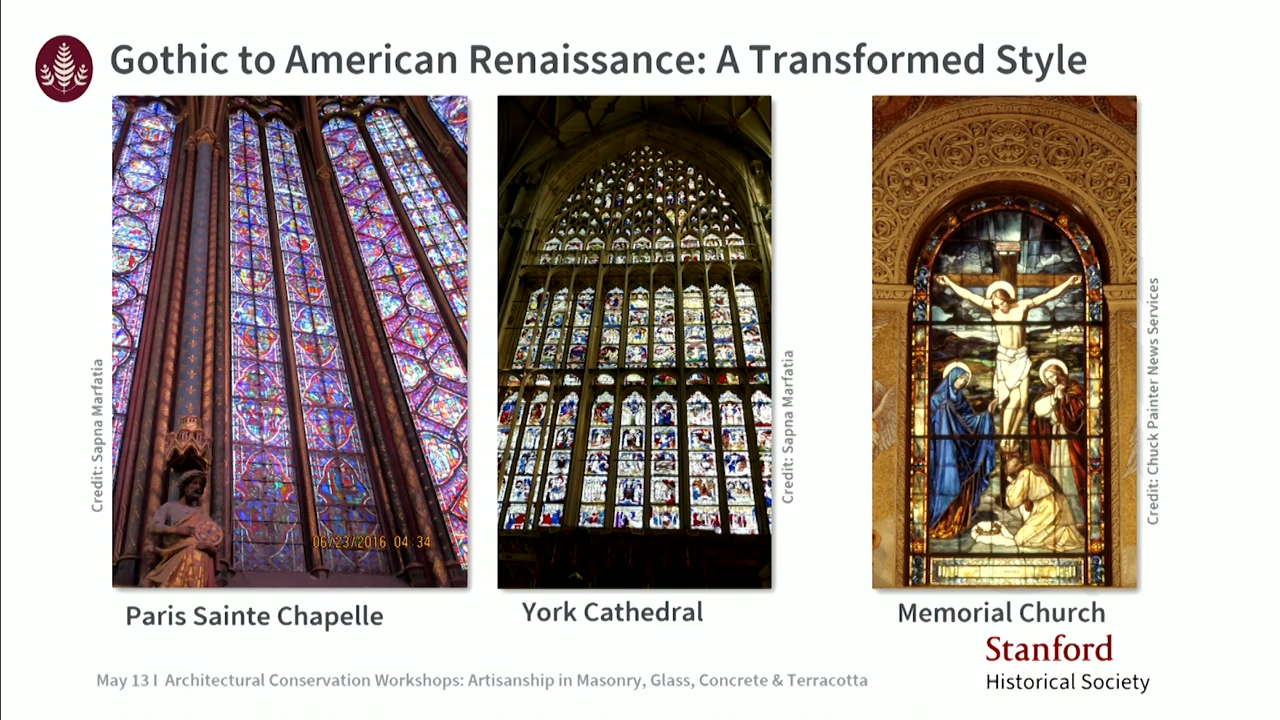 Gothic to American Renaissance: A Transformed Style
Credit: Sapna Marfatia
06/23/2016 04:34
Credit: Sapna Marfatia
Credit: Chuck Painter News Services
Paris Sainte Chapelle
York Cathedral
Memorial Church
Stanford
Historical Society
May 13 I Architectural Conservation Workshops: Artisanship in Masonry, Glass, Concrete & Terracotta